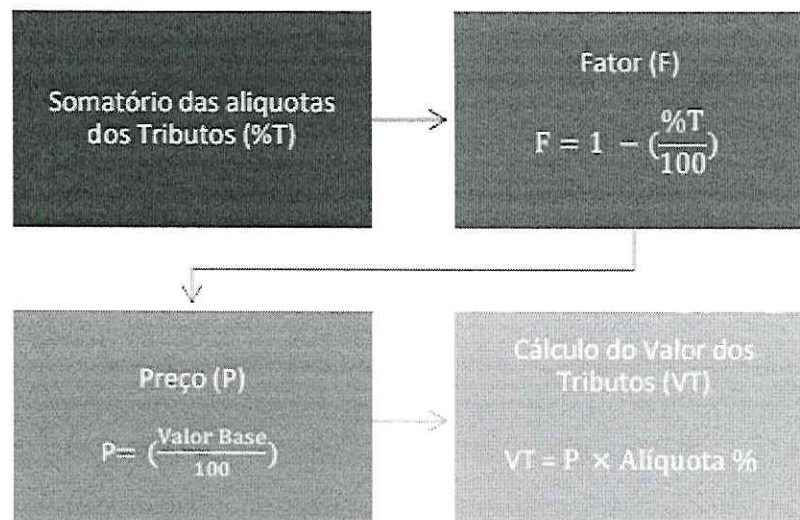 Somatório das aliquotas
dos Tributos (%T)
Fator (F)
F = 1 − (%T/100)
Preço (P)
P= (Valor Base/100)
Cálculo do Valor dos
Tributos (VT)
VT = P × Alíquota %